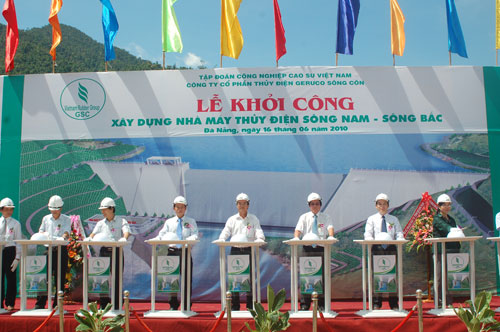 TẬP ĐOÀN CÔNG NGHIỆP CAO SU VIỆT NAM
CÔNG TY CỔ PHẦN THỦY ĐIỆN GERUCO SÔNG CÔN
Vietnam Rubber Group
GSC
LỄ KHỞI CÔNG
XÂY DỰNG NHÀ MÁY THỦY ĐIỆN SÔNG NAM - SÔNG BẮC
Đà Nẵng, ngày 16 tháng 06 năm 2010